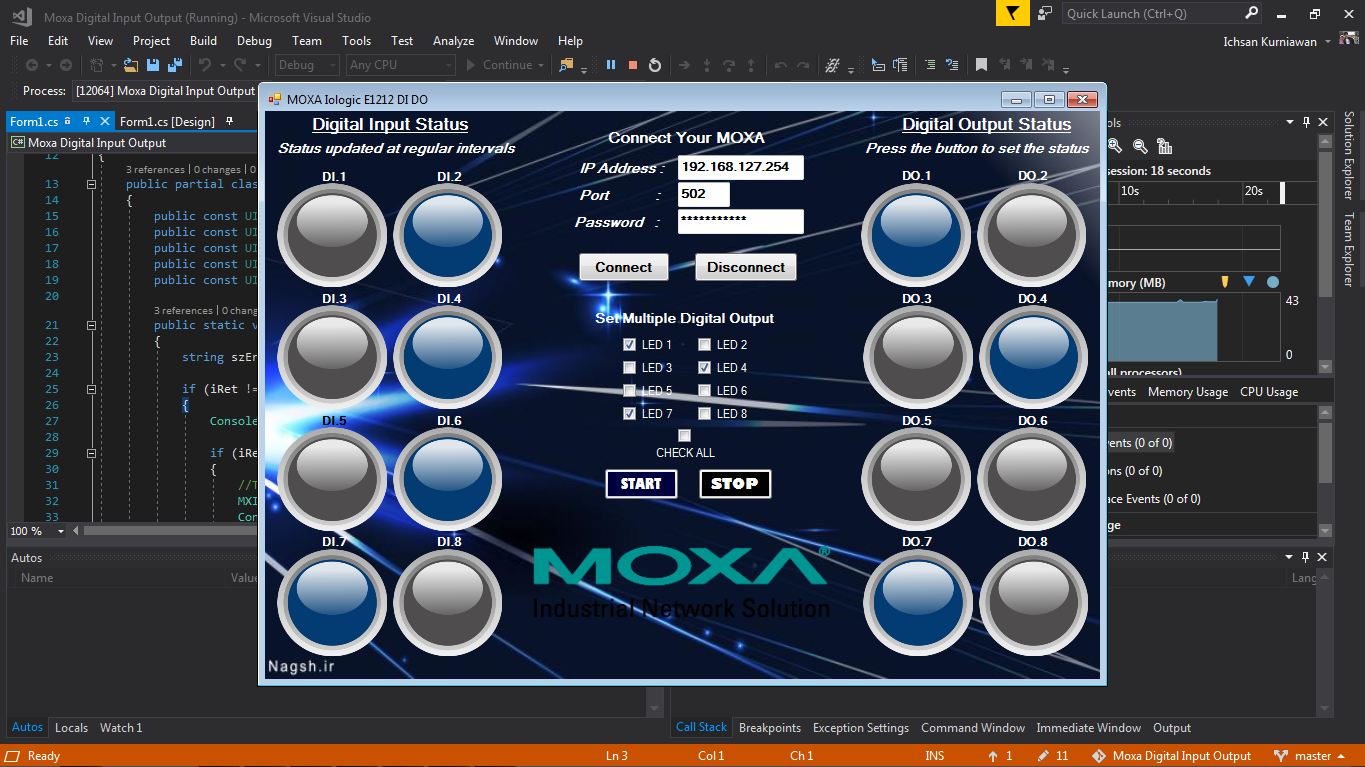 Moxa Digital Input Output (Running) - Microsoft Visual Studio
Quick Launch (Ctrl+Q)
File Edit View Project Build Debug Team Tools Test Analyze Window Help
Ichsan Kurniawan
Debug Any CPU Continue
Process: [12064] Moxa Digital Input Output
Form1.cs Form1.cs [Design]
C# Moxa Digital Input Output
12 {
3 references | 0 changes |
13 public partial clas
14 {
15 public const UI
16 public const UI
17 public const UI
18 public const UI
19 public const UI
20
3 references | 0 chang
21 public static v
22 {
23 string szEr
24
25 if (iRet !=
26 {
27 Console
28
29 if (iRe
30 {
31 //T
32 MXI
33 Con
100 %
MOXA Iologic E1212 DI DO
Digital Input Status
Status updated at regular intervals
DI.1 DI.2
DI.3 DI.4
DI.5 DI.6
DI.7 DI.8
Nagsh.ir
Connect Your MOXA
IP Address : 192.168.127.254
Port : 502
Password : ***********
Connect Disconnect
Set Multiple Digital Output
LED 1 LED 2
LED 3 LED 4
LED 5 LED 6
LED 7 LED 8
CHECK ALL
START STOP
MOXA®
Industrial Network Solution
Digital Output Status
Press the button to set the status
DO.1 DO.2
DO.3 DO.4
DO.5 DO.6
DO.7 DO.8
ols
session: 18 seconds
10s 20s
mory (MB)
43
0
ll processors)
vents Memory Usage CPU Usage
vents (0 of 0)
ons (0 of 0)
ace Events (0 of 0)
ge
Solution Explorer
Team Explorer
Autos
Name Value
Lang
Autos Locals Watch 1
Call Stack Breakpoints Exception Settings Command Window Immediate Window Output
Ready Ln 3 Col 1 Ch 1 INS 1 11 Moxa Digital Input Output master